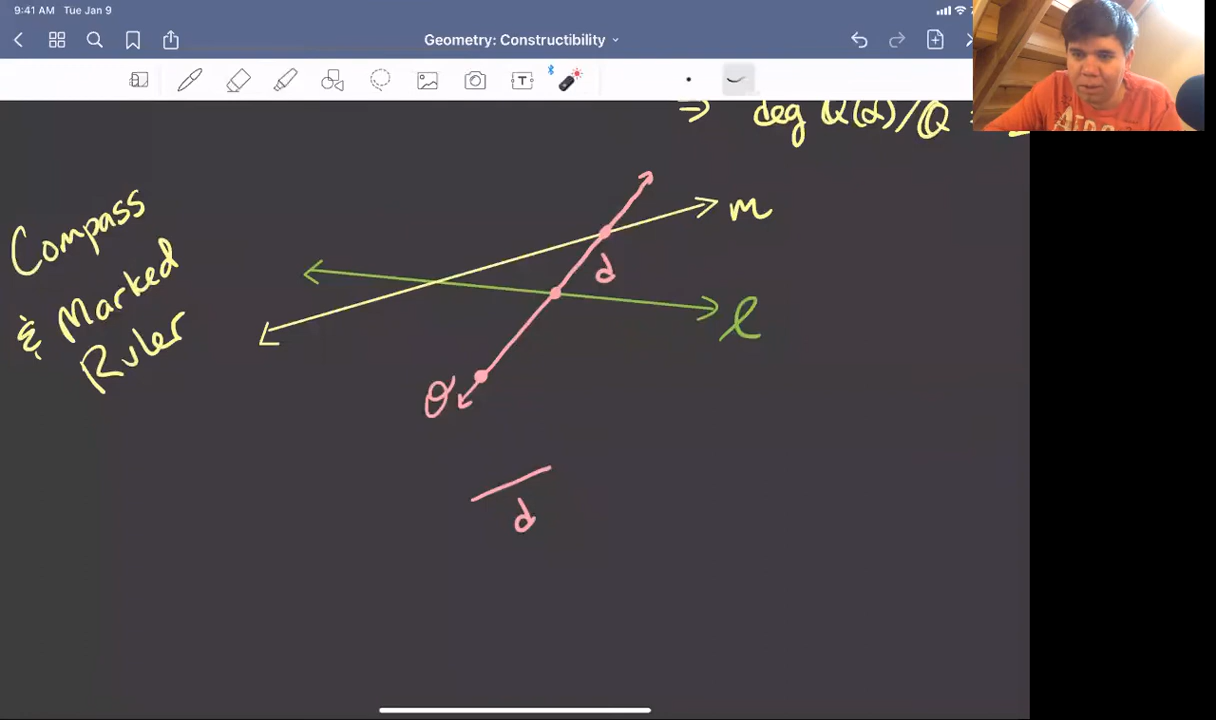 9:41 AM Tue Jan 9
Geometry: Constructibility
T
⇒ deg Q(α)/Q
Compass
& Marked
Ruler
m
d
l
O
d